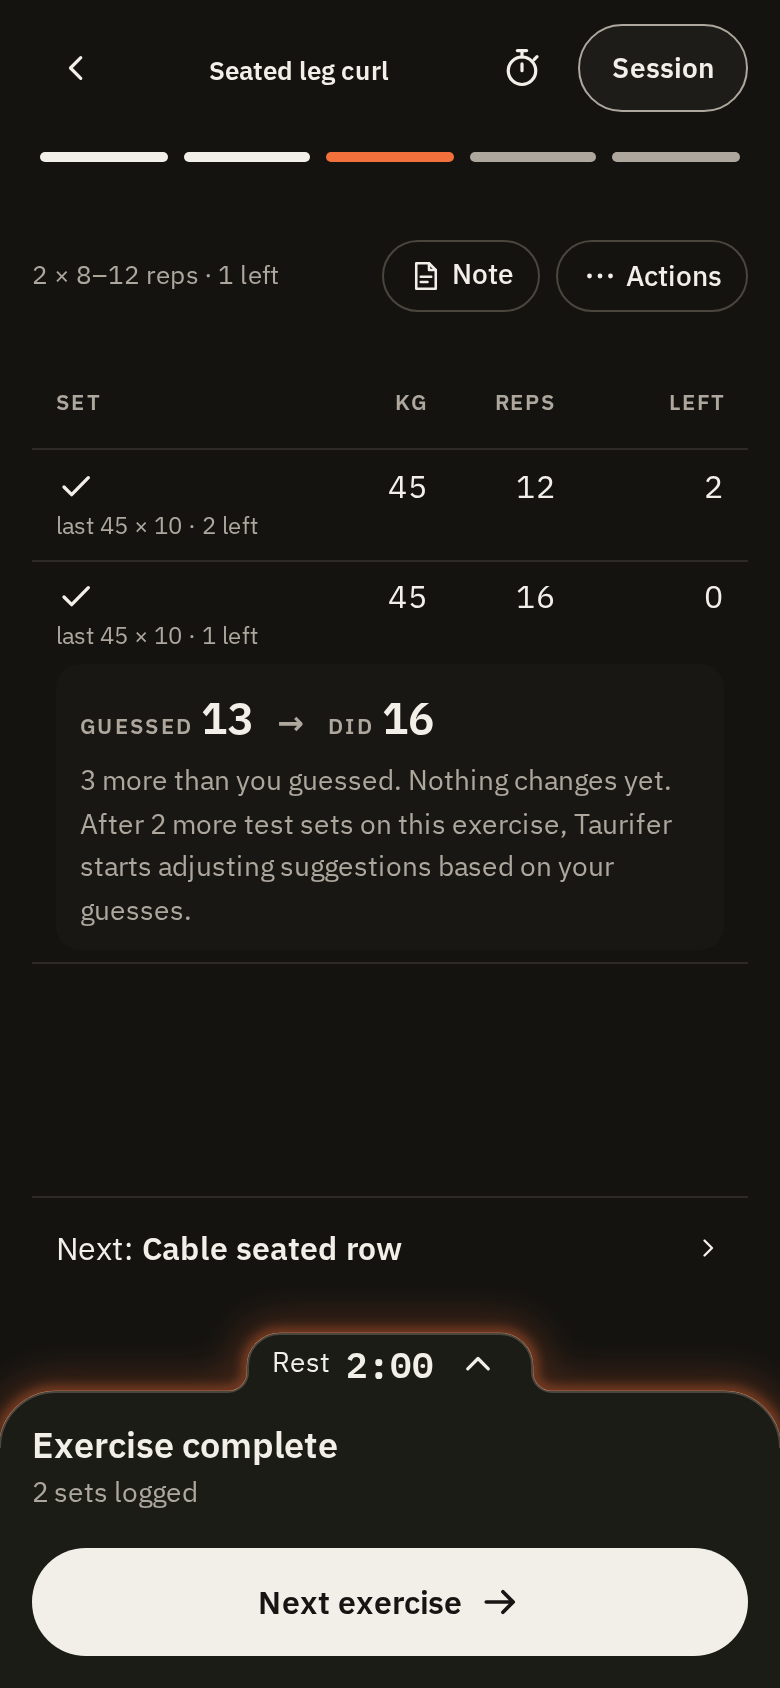 Seated leg curl
Session
2 × 8–12 reps · 1 left
Note
··· Actions
SET KG REPS LEFT
45 12 2
last 45 × 10 · 2 left
45 16 0
last 45 × 10 · 1 left
GUESSED 13 → DID 16
3 more than you guessed. Nothing changes yet.
After 2 more test sets on this exercise, Taurifer
starts adjusting suggestions based on your
guesses.
Next: Cable seated row
Rest 2:00
Exercise complete
2 sets logged
Next exercise →